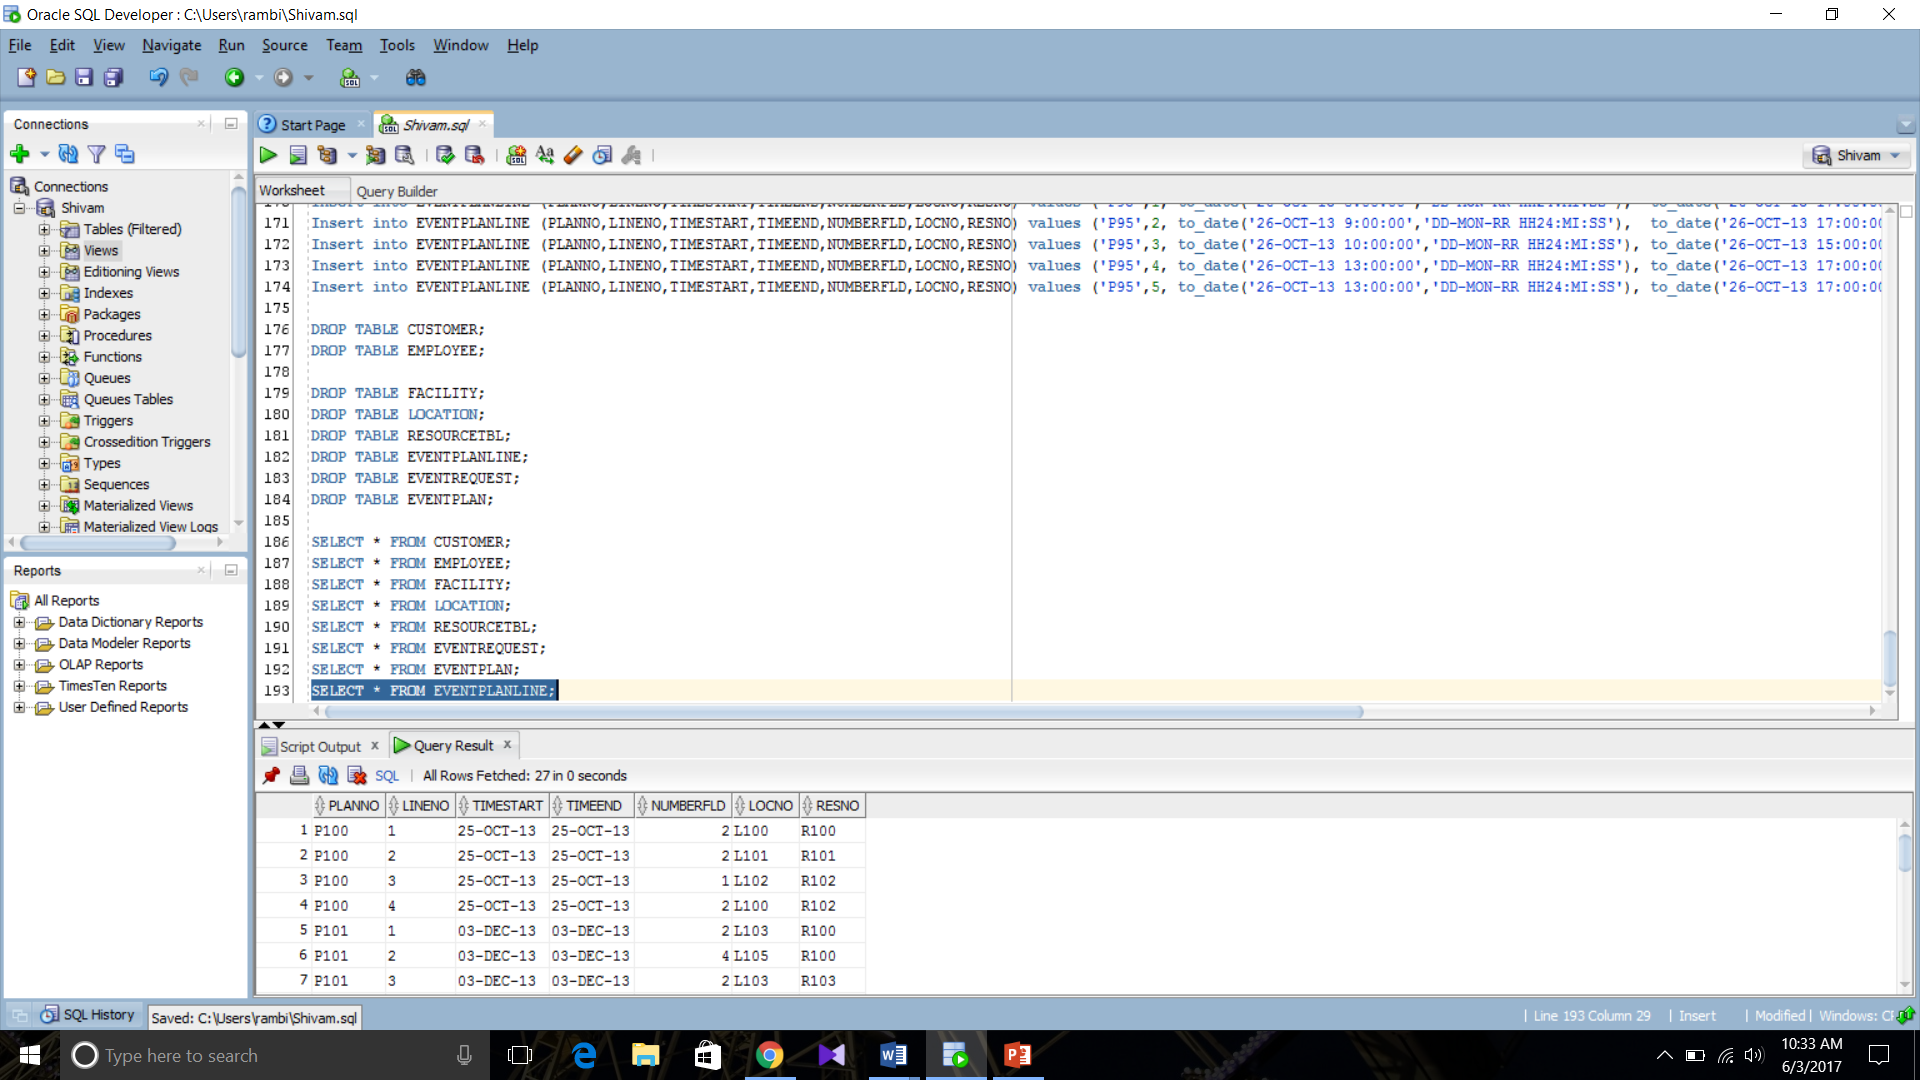 Oracle SQL Developer : C:\Users\rambi\Shivam.sql
File Edit View Navigate Run Source Team Tools Window Help
Connections
Connections
Shivam
Tables (Filtered)
Views
Editioning Views
Indexes
Packages
Procedures
Functions
Queues
Queues Tables
Triggers
Crossedition Triggers
Types
Sequences
Materialized Views
Materialized View Logs
Reports
All Reports
Data Dictionary Reports
Data Modeler Reports
OLAP Reports
TimesTen Reports
User Defined Reports
Start Page Shivam.sql
Shivam
Worksheet Query Builder
171 Insert into EVENTPLANLINE (PLANNO,LINENO,TIMESTART,TIMEEND,NUMBERFLD,LOCNO,RESNO) values ('P95',2, to_date('26-OCT-13 9:00:00','DD-MON-RR HH24:MI:SS'), to_date('26-OCT-13 17:00:00
172 Insert into EVENTPLANLINE (PLANNO,LINENO,TIMESTART,TIMEEND,NUMBERFLD,LOCNO,RESNO) values ('P95',3, to_date('26-OCT-13 10:00:00','DD-MON-RR HH24:MI:SS'), to_date('26-OCT-13 15:00:00
173 Insert into EVENTPLANLINE (PLANNO,LINENO,TIMESTART,TIMEEND,NUMBERFLD,LOCNO,RESNO) values ('P95',4, to_date('26-OCT-13 13:00:00','DD-MON-RR HH24:MI:SS'), to_date('26-OCT-13 17:00:00
174 Insert into EVENTPLANLINE (PLANNO,LINENO,TIMESTART,TIMEEND,NUMBERFLD,LOCNO,RESNO) values ('P95',5, to_date('26-OCT-13 13:00:00','DD-MON-RR HH24:MI:SS'), to_date('26-OCT-13 17:00:00
175
176 DROP TABLE CUSTOMER;
177 DROP TABLE EMPLOYEE;
178
179 DROP TABLE FACILITY;
180 DROP TABLE LOCATION;
181 DROP TABLE RESOURCETBL;
182 DROP TABLE EVENTPLANLINE;
183 DROP TABLE EVENTREQUEST;
184 DROP TABLE EVENTPLAN;
185
186 SELECT * FROM CUSTOMER;
187 SELECT * FROM EMPLOYEE;
188 SELECT * FROM FACILITY;
189 SELECT * FROM LOCATION;
190 SELECT * FROM RESOURCETBL;
191 SELECT * FROM EVENTREQUEST;
192 SELECT * FROM EVENTPLAN;
193 SELECT * FROM EVENTPLANLINE;
Script Output Query Result
SQL All Rows Fetched: 27 in 0 seconds
PLANNO LINENO TIMESTART TIMEEND NUMBERFLD LOCNO RESNO
1 P100 1 25-OCT-13 25-OCT-13 2 L100 R100
2 P100 2 25-OCT-13 25-OCT-13 2 L101 R101
3 P100 3 25-OCT-13 25-OCT-13 1 L102 R102
4 P100 4 25-OCT-13 25-OCT-13 2 L100 R102
5 P101 1 03-DEC-13 03-DEC-13 2 L103 R100
6 P101 2 03-DEC-13 03-DEC-13 4 L105 R100
7 P101 3 03-DEC-13 03-DEC-13 2 L103 R103
SQL History Saved: C:\Users\rambi\Shivam.sql
Line 193 Column 29 Insert Modified Windows:
Type here to search
10:33 AM
6/3/2017